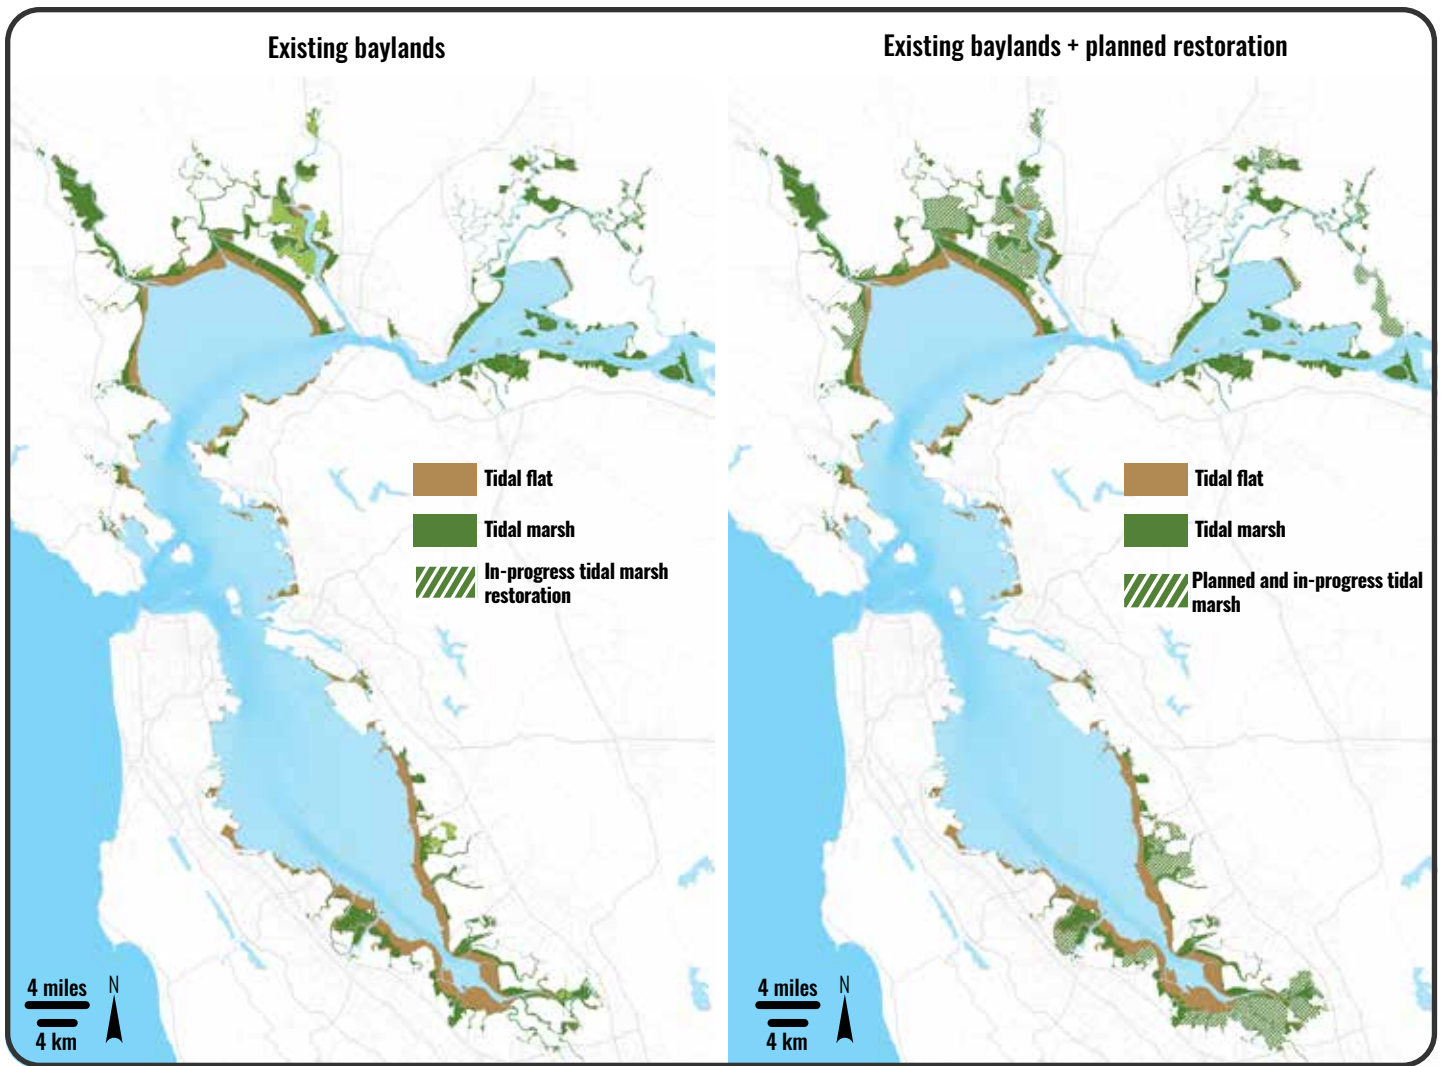 Existing baylands
Tidal flat
Tidal marsh
In-progress tidal marsh
restoration
4 miles
N
4 km
Existing baylands + planned restoration
Tidal flat
Tidal marsh
Planned and in-progress tidal
marsh
4 miles
N
4 km